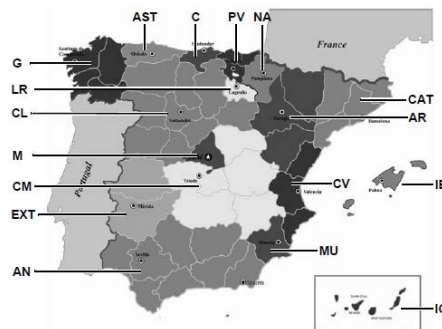 AST
C
PV
NA
Santander
Oviedo
France
G
Pamplona
LR
Logroño
CAT
CL
Valladolid
Barcelona
AR
M
Portugal
Toledo
CM
CV
Valencia
Palma
IB
EXT
Mérida
Murcia
MU
Sevilla
AN
IC